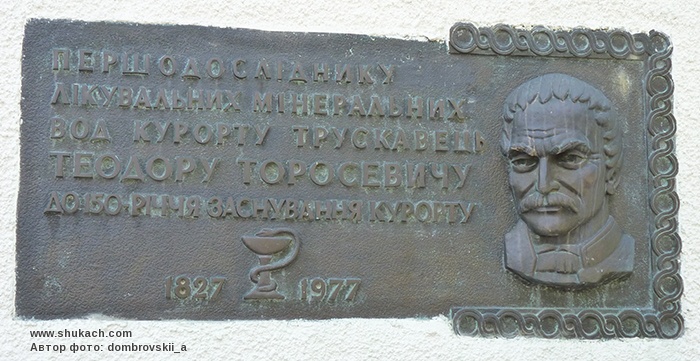 ПЕРШОДОСЛІДНИКУ
ЛІКУВАЛЬНИХ МІНЕРАЛЬНИХ
ВОД КУРОРТУ ТРУСКАВЕЦЬ
ТЕОДОРУ ТОРОСЕВИЧУ
ДО 150-РІЧЧЯ ЗАСНУВАННЯ КУРОРТУ
1827 1977
www.shukach.com
Автор фото: dombrovskii_a